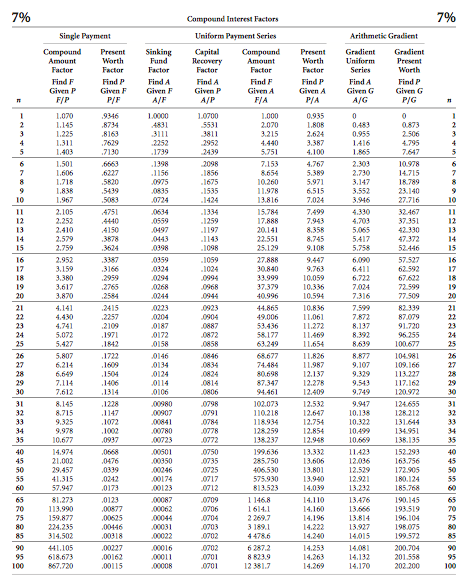 7% Compound Interest Factors 7%
Single Payment Uniform Payment Series Arithmetic Gradient
Compound Present Sinking Capital Compound Present Gradient Gradient
Amount Worth Fund Recovery Amount Worth Uniform Present
Factor Factor Factor Factor Factor Factor Series Worth
Find F Find P Find A Find A Find F Find P Find A Find P
Given P Given F Given F Given P Given A Given A Given G Given G
n F/P P/F A/F A/P F/A P/A A/G P/G n
1 1.070 .9346 1.0000 1.0700 1.000 0.935 0 0 1
2 1.145 .8734 .4831 .5531 2.070 1.808 0.483 0.873 2
3 1.225 .8163 .3111 .3811 3.215 2.624 0.955 2.506 3
4 1.311 .7629 .2252 .2952 4.440 3.387 1.416 4.795 4
5 1.403 .7130 .1739 .2439 5.751 4.100 1.865 7.647 5
6 1.501 .6663 .1398 .2098 7.153 4.767 2.303 10.978 6
7 1.606 .6227 .1156 .1856 8.654 5.389 2.730 14.715 7
8 1.718 .5820 .0975 .1675 10.260 5.971 3.147 18.789 8
9 1.838 .5439 .0835 .1535 11.978 6.515 3.552 23.140 9
10 1.967 .5083 .0724 .1424 13.816 7.024 3.946 27.716 10
11 2.105 .4751 .0634 .1334 15.784 7.499 4.330 32.467 11
12 2.252 .4440 .0559 .1259 17.888 7.943 4.703 37.351 12
13 2.410 .4150 .0497 .1197 20.141 8.358 5.065 42.330 13
14 2.579 .3878 .0443 .1143 22.551 8.745 5.417 47.372 14
15 2.759 .3624 .0398 .1098 25.129 9.108 5.758 52.446 15
16 2.952 .3387 .0359 .1059 27.888 9.447 6.090 57.527 16
17 3.159 .3166 .0324 .1024 30.840 9.763 6.411 62.592 17
18 3.380 .2959 .0294 .0994 33.999 10.059 6.722 67.622 18
19 3.617 .2765 .0268 .0968 37.379 10.336 7.024 72.599 19
20 3.870 .2584 .0244 .0944 40.996 10.594 7.316 77.509 20
21 4.141 .2415 .0223 .0923 44.865 10.836 7.599 82.339 21
22 4.430 .2257 .0204 .0904 49.006 11.061 7.872 87.079 22
23 4.741 .2109 .0187 .0887 53.436 11.272 8.137 91.720 23
24 5.072 .1971 .0172 .0872 58.177 11.469 8.392 96.255 24
25 5.427 .1842 .0158 .0858 63.249 11.654 8.639 100.677 25
26 5.807 .1722 .0146 .0846 68.677 11.826 8.877 104.981 26
27 6.214 .1609 .0134 .0834 74.484 11.987 9.107 109.166 27
28 6.649 .1504 .0124 .0824 80.698 12.137 9.329 113.227 28
29 7.114 .1406 .0114 .0814 87.347 12.278 9.543 117.162 29
30 7.612 .1314 .0106 .0806 94.461 12.409 9.749 120.972 30
31 8.145 .1228 .00980 .0798 102.073 12.532 9.947 124.655 31
32 8.715 .1147 .00907 .0791 110.218 12.647 10.138 128.212 32
33 9.325 .1072 .00841 .0784 118.934 12.754 10.322 131.644 33
34 9.978 .1002 .00780 .0778 128.259 12.854 10.499 134.951 34
35 10.677 .0937 .00723 .0772 138.237 12.948 10.669 138.135 35
40 14.974 .0668 .00501 .0750 199.636 13.332 11.423 152.293 40
45 21.002 .0476 .00350 .0735 285.750 13.606 12.036 163.756 45
50 29.457 .0339 .00246 .0725 406.530 13.801 12.529 172.905 50
55 41.315 .0242 .00174 .0717 575.930 13.940 12.921 180.124 55
60 57.947 .0173 .00123 .0712 813.523 14.039 13.232 185.768 60
65 81.273 .0123 .00087 .0709 1 146.8 14.110 13.476 190.145 65
70 113.990 .00877 .00062 .0706 1 614.1 14.160 13.666 193.519 70
75 159.877 .00625 .00044 .0704 2 269.7 14.196 13.814 196.104 75
80 224.235 .00446 .00031 .0703 3 189.1 14.222 13.927 198.075 80
85 314.502 .00318 .00022 .0702 4 478.6 14.240 14.015 199.572 85
90 441.105 .00227 .00016 .0702 6 287.2 14.253 14.081 200.704 90
95 618.673 .00162 .00011 .0701 8 823.9 14.263 14.132 201.558 95
100 867.720 .00115 .00008 .0701 12 381.7 14.269 14.170 202.200 100